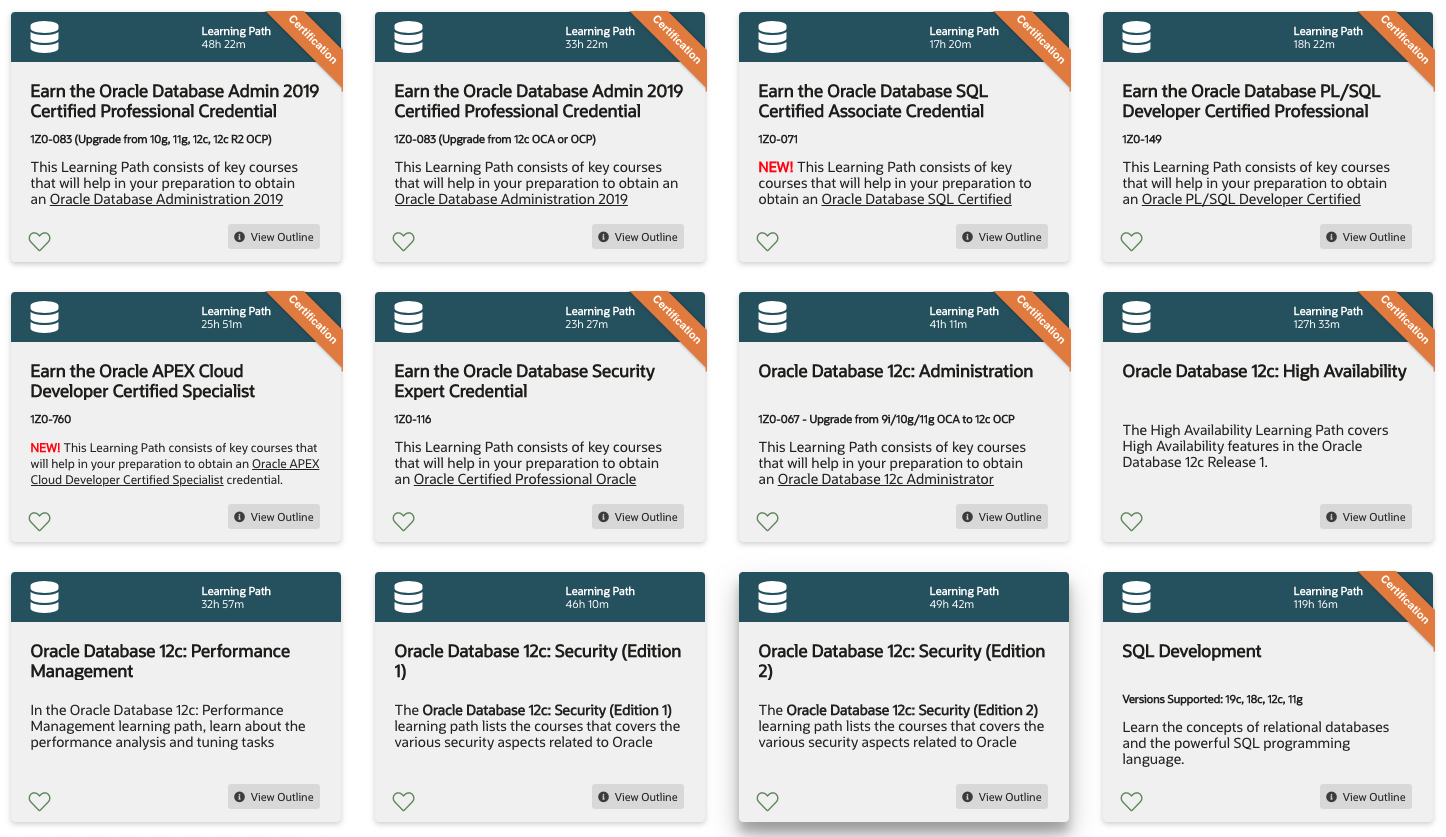 Learning Path
48h 22m
Certification
Earn the Oracle Database Admin 2019
Certified Professional Credential
1Z0-083 (Upgrade from 10g, 11g, 12c, 12c R2 OCP)
This Learning Path consists of key courses
that will help in your preparation to obtain
an Oracle Database Administration 2019
View Outline
Learning Path
33h 22m
Certification
Earn the Oracle Database Admin 2019
Certified Professional Credential
1Z0-083 (Upgrade from 12c OCA or OCP)
This Learning Path consists of key courses
that will help in your preparation to obtain an
Oracle Database Administration 2019
View Outline
Learning Path
17h 20m
Certification
Earn the Oracle Database SQL
Certified Associate Credential
1Z0-071
NEW! This Learning Path consists of key
courses that will help in your preparation to
obtain an Oracle Database SQL Certified
View Outline
Learning Path
18h 22m
Certification
Earn the Oracle Database PL/SQL
Developer Certified Professional
1Z0-149
This Learning Path consists of key courses
that will help in your preparation to obtain
an Oracle PL/SQL Developer Certified
View Outline
Learning Path
25h 51m
Certification
Earn the Oracle APEX Cloud
Developer Certified Specialist
1Z0-760
NEW! This Learning Path consists of key courses that
will help in your preparation to obtain an Oracle APEX
Cloud Developer Certified Specialist credential.
View Outline
Learning Path
23h 27m
Certification
Earn the Oracle Database Security
Expert Credential
1Z0-116
This Learning Path consists of key courses
that will help in your preparation to obtain
an Oracle Certified Professional Oracle
View Outline
Learning Path
41h 11m
Certification
Oracle Database 12c: Administration
1Z0-067 - Upgrade from 9i/10g/11g OCA to 12c OCP
This Learning Path consists of key courses
that will help in your preparation to obtain
an Oracle Database 12c Administrator
View Outline
Learning Path
127h 33m
Certification
Oracle Database 12c: High Availability
The High Availability Learning Path covers
High Availability features in the Oracle
Database 12c Release 1.
View Outline
Learning Path
32h 57m
Oracle Database 12c: Performance
Management
In the Oracle Database 12c: Performance
Management learning path, learn about the
performance analysis and tuning tasks
View Outline
Learning Path
46h 10m
Oracle Database 12c: Security (Edition
1)
The Oracle Database 12c: Security (Edition 1)
learning path lists the courses that covers the
various security aspects related to Oracle
View Outline
Learning Path
49h 42m
Oracle Database 12c: Security (Edition
2)
The Oracle Database 12c: Security (Edition 2)
learning path lists the courses that covers the
various security aspects related to Oracle
View Outline
Learning Path
119h 16m
Certification
SQL Development
Versions Supported: 19c, 18c, 12c, 11g
Learn the concepts of relational databases
and the powerful SQL programming
language.
View Outline